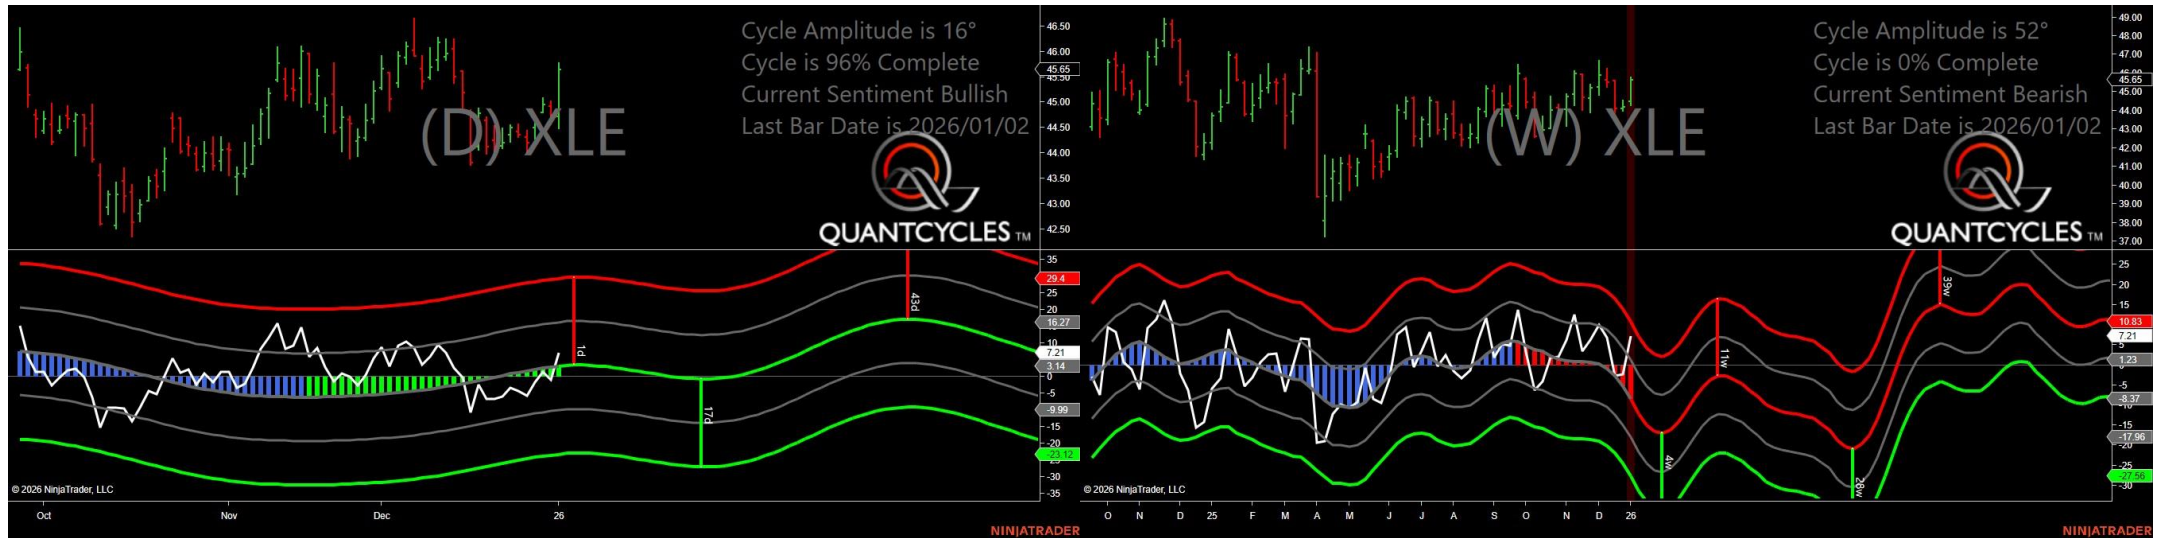 Cycle Amplitude is 16°
Cycle is 96% Complete
Current Sentiment Bullish
Last Bar Date is 2026/01/02
(D) XLE
QUANTCYCLES TM
46.50
46.00
45.65
45.50
45.00
44.50
44.00
43.50
43.00
42.50
35
29.4
25
20
16.27
10
7.21
3.14
0
-5
-9.99
-15
-20
-23.12
-30
-35
1d
17d
43d
© 2026 NinjaTrader, LLC
Oct
Nov
Dec
26
NINJATRADER
Cycle Amplitude is 52°
Cycle is 0% Complete
Current Sentiment Bearish
Last Bar Date is 2026/01/02
(W) XLE
QUANTCYCLES TM
49.00
48.00
47.00
45.65
45.00
44.00
43.00
42.00
41.00
40.00
39.00
38.00
37.00
25
20
15
10.83
7.21
5
1.23
-5
-8.37
-15
-17.96
-20
-25
-27.56
-30
4w
11w
26w
39w
© 2026 NinjaTrader, LLC
O N D 25 F M A M J J A S O N D 26
NINJATRADER